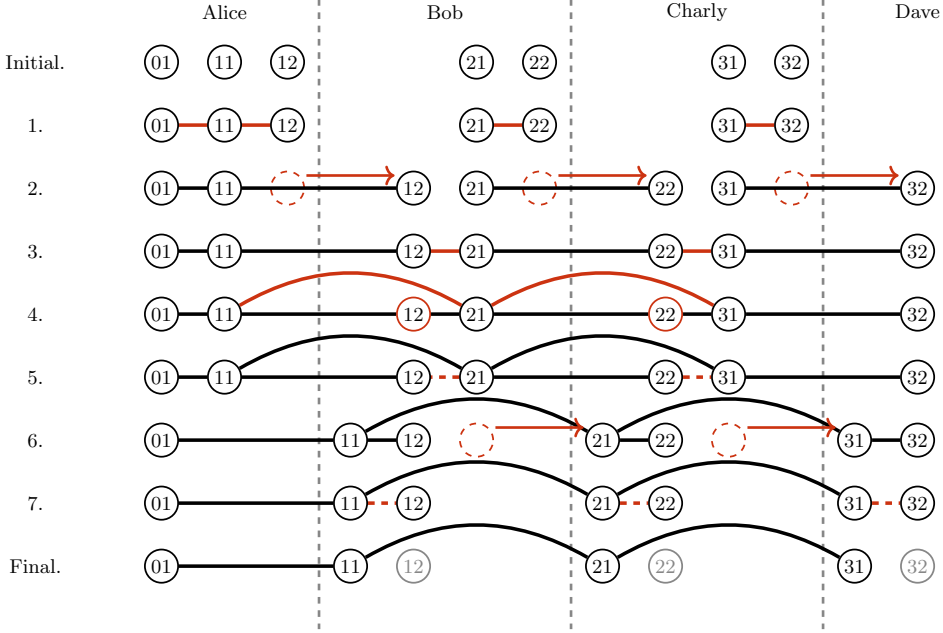 Alice Bob Charly Dave
Initial. 01 11 12 21 22 31 32
1. 01 11 12 21 22 31 32
2. 01 11 12 21 22 31 32
3. 01 11 12 21 22 31 32
4. 01 11 12 21 22 31 32
5. 01 11 12 21 22 31 32
6. 01 11 12 21 22 31 32
7. 01 11 12 21 22 31 32
Final. 01 11 12 21 22 31 32